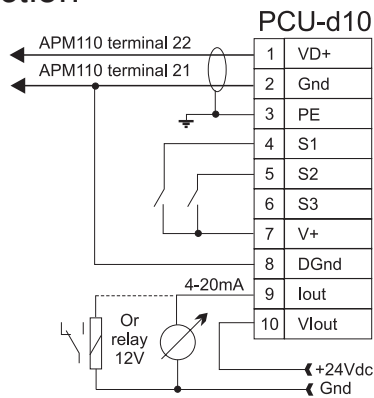 PCU-d10
APM110 terminal 22
APM110 terminal 21
1 VD+
2 Gnd
3 PE
4 S1
5 S2
6 S3
7 V+
8 DGnd
4-20mA
9 Iout
10 VIout
Or
relay
12V
+24Vdc
Gnd